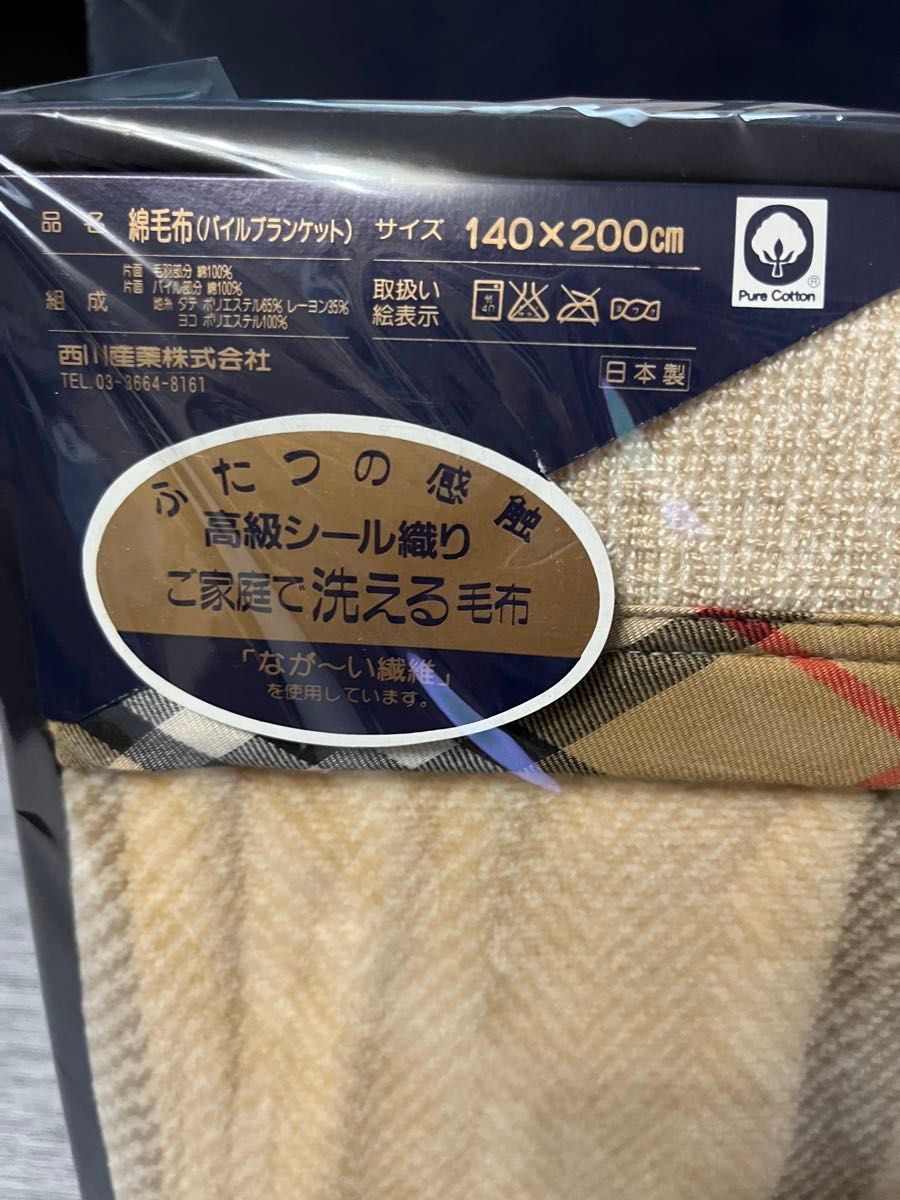 品名 綿毛布(パイルブランケット) サイズ 140×200cm
組成 片面 毛羽部分 綿100%
片面 パイル部分 綿100%
地糸 タテ ポリエステル65% レーヨン35%
ヨコ ポリエステル100%
取扱い
絵表示
西川産業株式会社
TEL.03-3664-8161
日本製
Pure Cotton
®
ふたつの感触
高級シール織り
ご家庭で洗える毛布
「なが〜い繊維」
を使用しています。